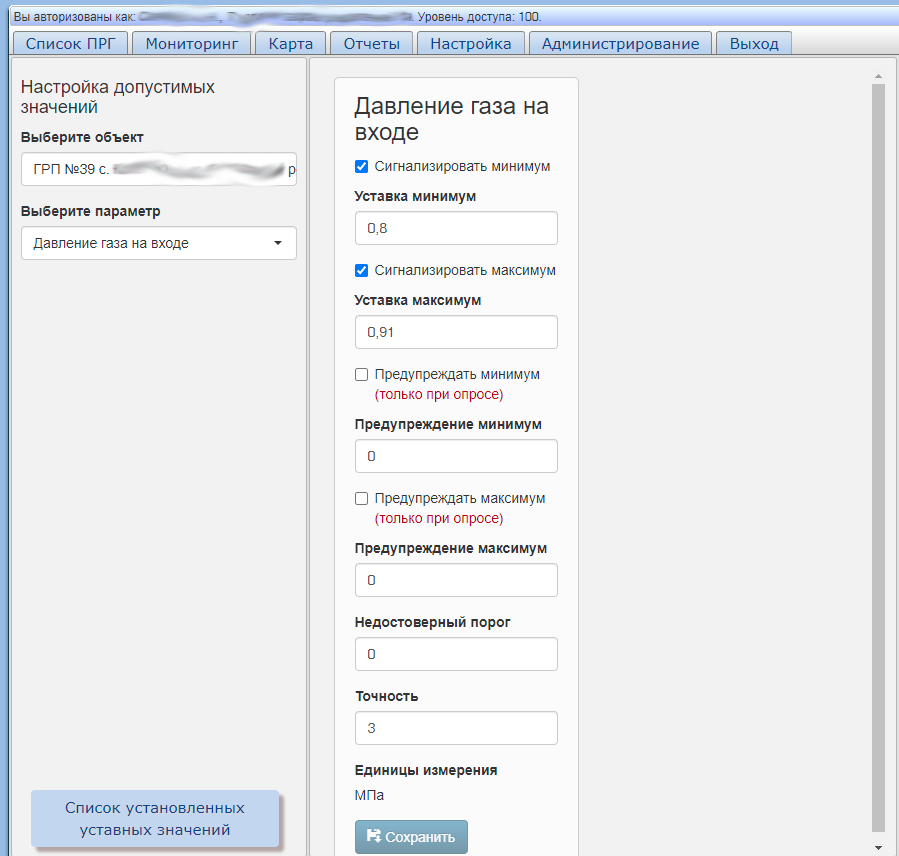 Вы авторизованы как: Уровень доступа: 100.
Список ПРГ Мониторинг Карта Отчеты Настройка Администрирование Выход
Настройка допустимых
значений
Выберите объект
ГРП №39 с. р
Выберите параметр
Давление газа на входе
Список установленных
уставных значений
Давление газа на
входе
Сигнализировать минимум
Уставка минимум
0,8
Сигнализировать максимум
Уставка максимум
0,91
Предупреждать минимум
(только при опросе)
Предупреждение минимум
0
Предупреждать максимум
(только при опросе)
Предупреждение максимум
0
Недостоверный порог
0
Точность
3
Единицы измерения
МПа
Сохранить